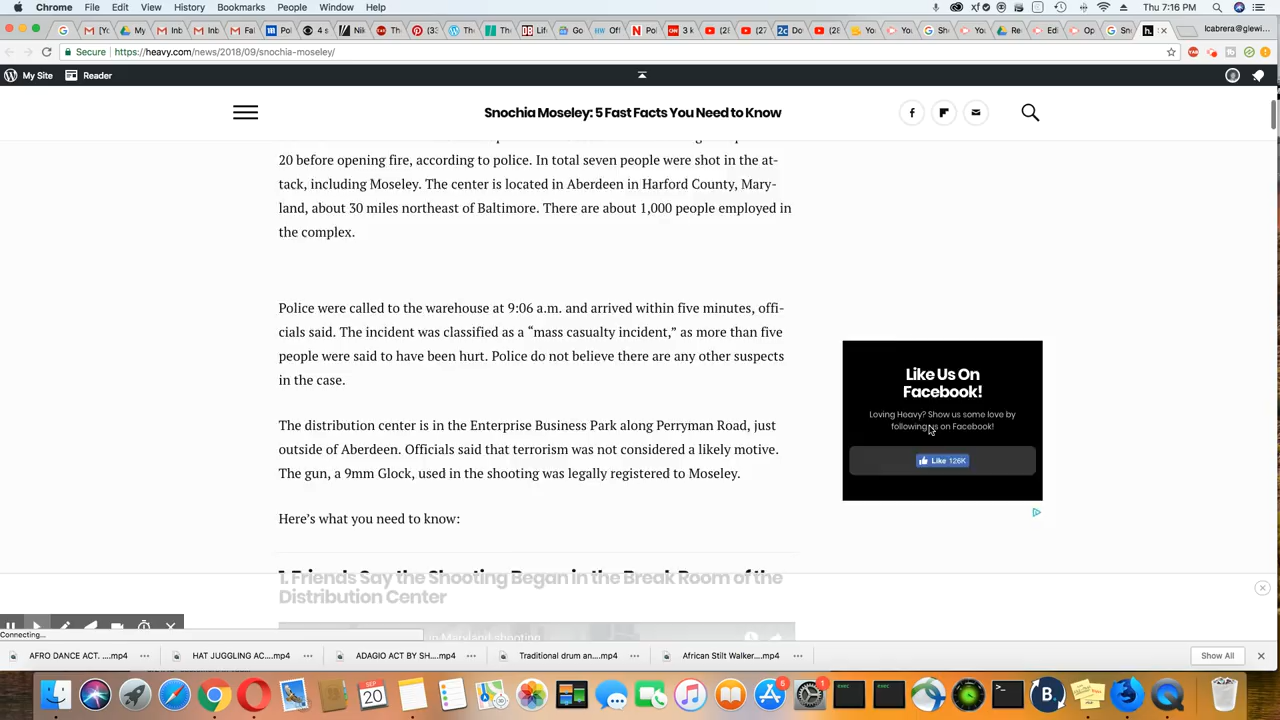 Chrome File Edit View History Bookmarks People Window Help
Thu 7:16 PM
Secure https://heavy.com/news/2018/09/snochia-moseley/
lcabrera@glewi...
My Site Reader
Snochia Moseley: 5 Fast Facts You Need to Know
20 before opening fire, according to police. In total seven people were shot in the at-
tack, including Moseley. The center is located in Aberdeen in Harford County, Mary-
land, about 30 miles northeast of Baltimore. There are about 1,000 people employed in
the complex.
Police were called to the warehouse at 9:06 a.m. and arrived within five minutes, offi-
cials said. The incident was classified as a “mass casualty incident,” as more than five
people were said to have been hurt. Police do not believe there are any other suspects
in the case.
The distribution center is in the Enterprise Business Park along Perryman Road, just
outside of Aberdeen. Officials said that terrorism was not considered a likely motive.
The gun, a 9mm Glock, used in the shooting was legally registered to Moseley.
Here’s what you need to know:
Like Us On
Facebook!
Loving Heavy? Show us some love by
following us on Facebook!
Like 126K
1. Friends Say the Shooting Began in the Break Room of the
Distribution Center
in Maryland shooting
Connecting...
AFRO DANCE ACT. ....mp4 HAT JUGGLING AC....mp4 ADAGIO ACT BY SH....mp4 Traditional drum an....mp4 African Stilt Walker....mp4 Show All
SEP
20